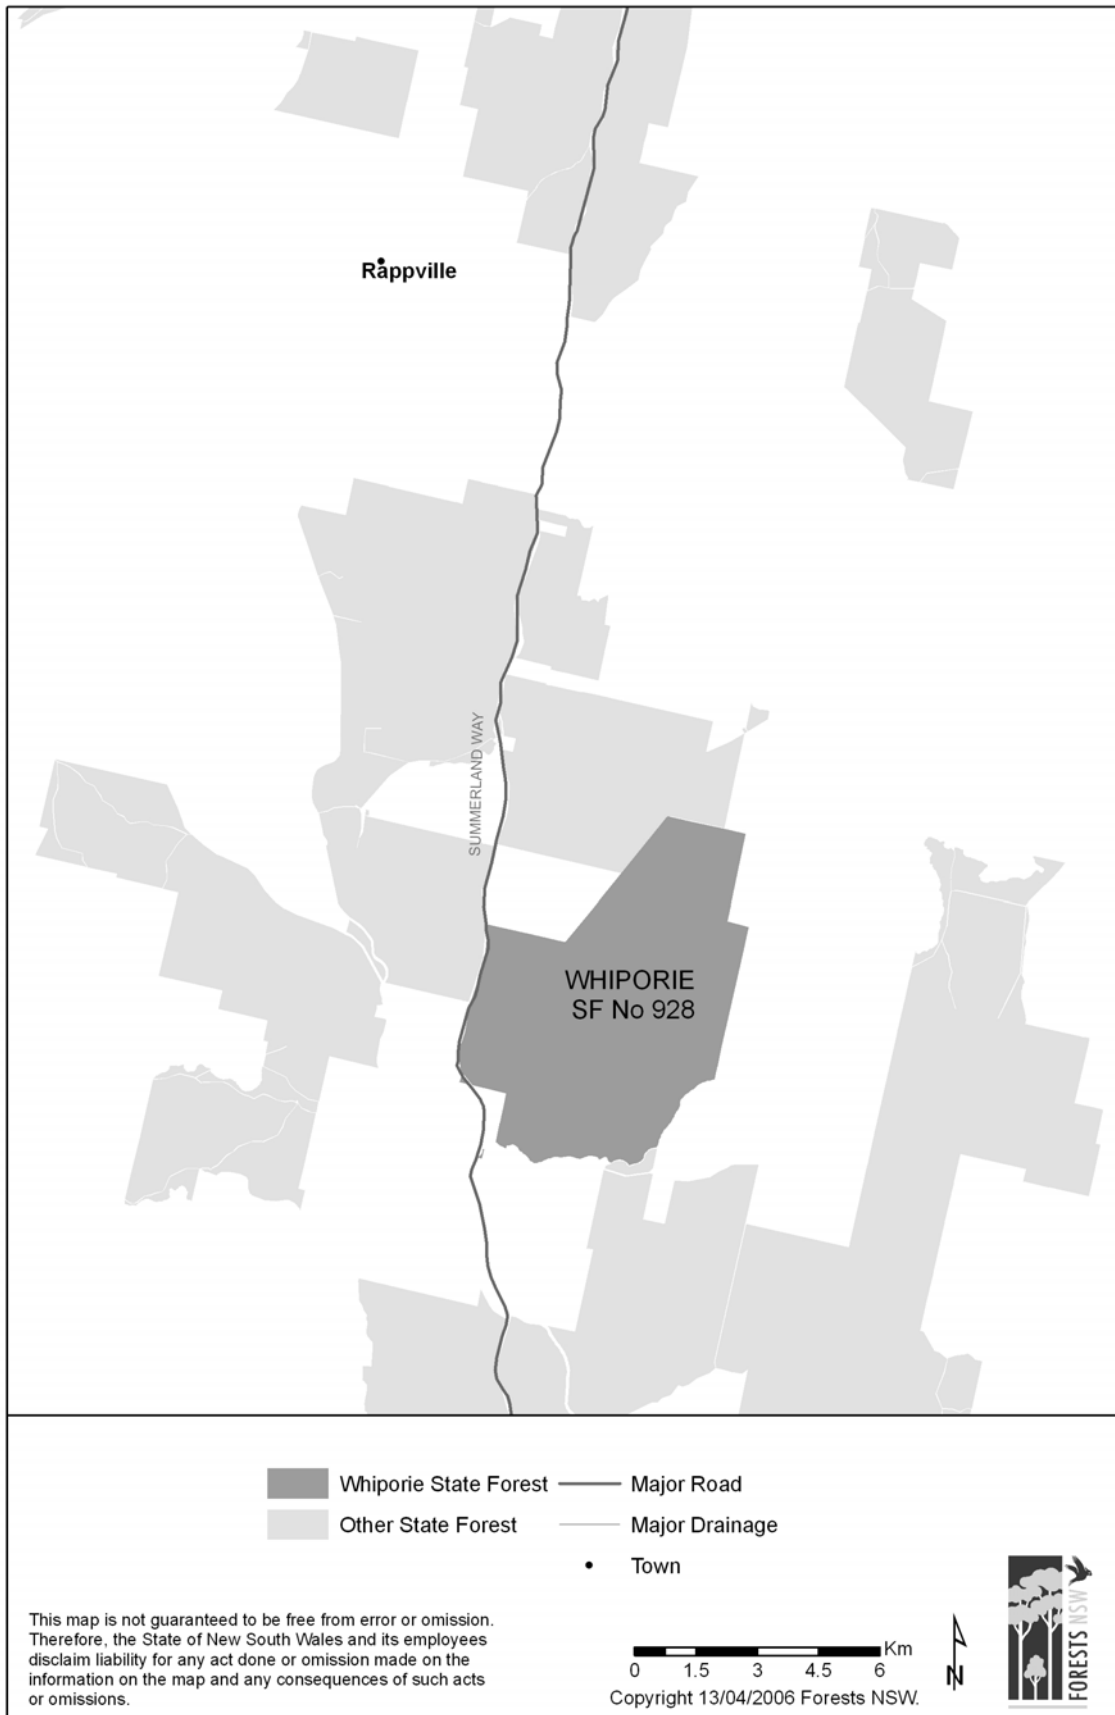 Rappville
SUMMERLAND WAY
WHIPORIE
SF No 928
Whiporie State Forest
Major Road
Other State Forest
Major Drainage
Town
This map is not guaranteed to be free from error or omission.
Therefore, the State of New South Wales and its employees
disclaim liability for any act done or omission made on the
information on the map and any consequences of such acts
or omissions.
Km
0 1.5 3 4.5 6
Copyright 13/04/2006 Forests NSW.
N
FORESTS NSW